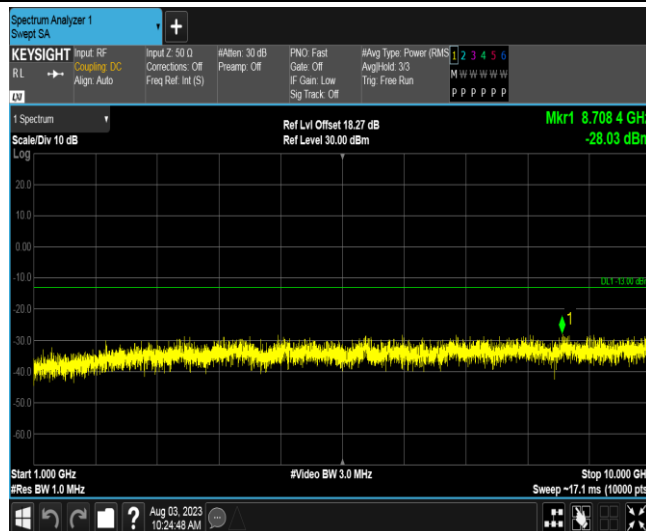 Spectrum Analyzer 1
Swept SA
+
KEYSIGHT
RL
LXI
Input: RF
Coupling: DC
Align: Auto
Input Z: 50 Ω
Corrections: Off
Freq Ref: Int (S)
#Atten: 30 dB
Preamp: Off
PNO: Fast
Gate: Off
IF Gain: Low
Sig Track: Off
#Avg Type: Power (RMS
Avg|Hold: 3/3
Trig: Free Run
1 2 3 4 5 6
M W W W W W
P P P P P P
1 Spectrum
Scale/Div 10 dB
Log
Ref Lvl Offset 18.27 dB
Ref Level 30.00 dBm
Mkr1 8.708 4 GHz
-28.03 dBm
20.0
10.0
0.00
-10.0
DL1 -13.00 dBm
-20.0
1
-30.0
-40.0
-50.0
-60.0
Start 1.000 GHz
#Res BW 1.0 MHz
#Video BW 3.0 MHz
Stop 10.000 GHz
Sweep ~17.1 ms (10000 pts
?
Aug 03, 2023
10:24:48 AM